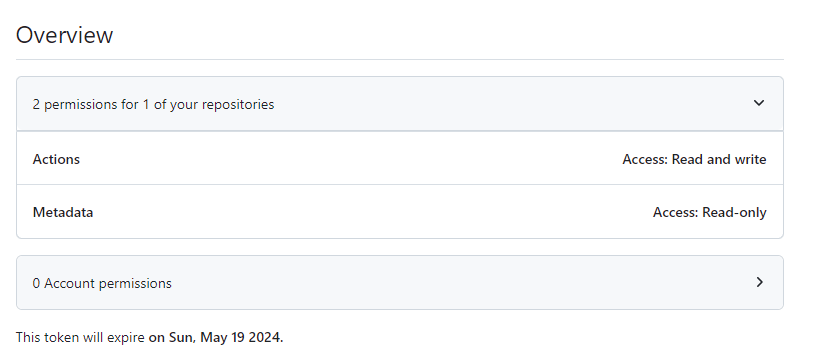 Overview
2 permissions for 1 of your repositories
Actions Access: Read and write
Metadata Access: Read-only
0 Account permissions
This token will expire on Sun, May 19 2024.